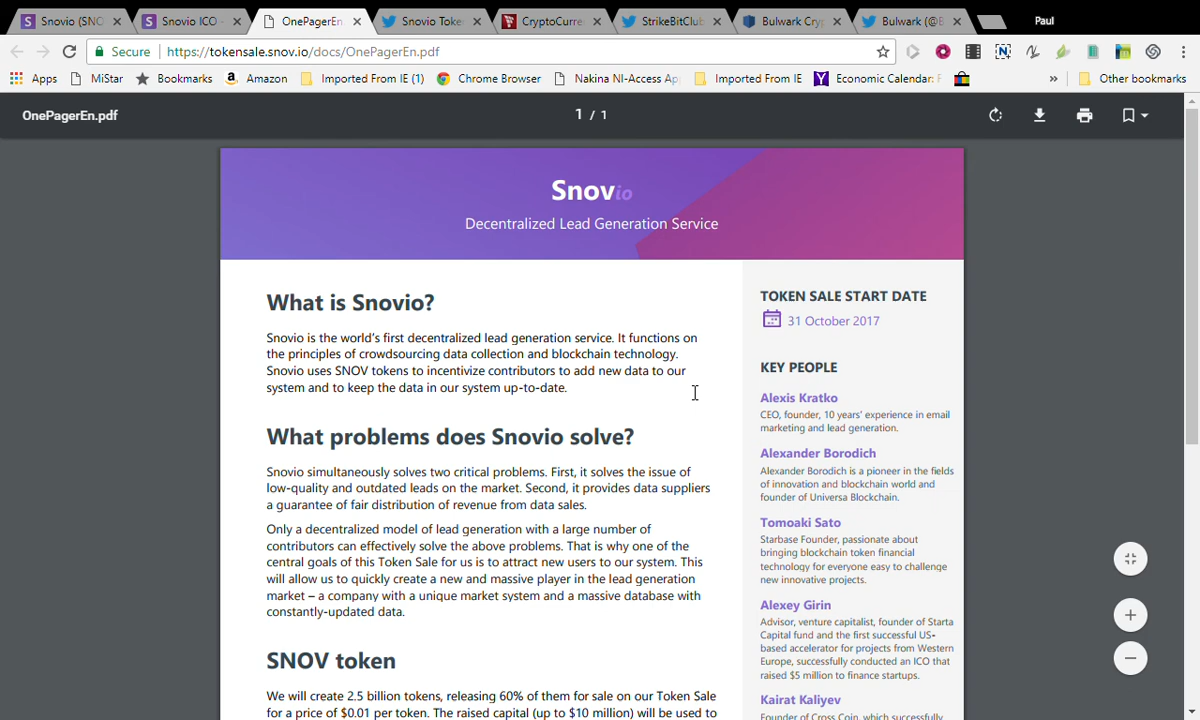 Snovio (SNO
Snovio ICO -
OnePagerEn
Snovio Toke
CryptoCurre
StrikeBitClub
Bulwark Cryp
Bulwark (@B
Paul
Secure
https://tokensale.snov.io/docs/OnePagerEn.pdf
Apps
MiStar
Bookmarks
Amazon
Imported From IE (1)
Chrome Browser
Nakina NI-Access Ap
Imported From IE
Economic Calendar: F
»
Other bookmarks
OnePagerEn.pdf
1 / 1
Snovio
Decentralized Lead Generation Service
What is Snovio?
Snovio is the world's first decentralized lead generation service. It functions on
the principles of crowdsourcing data collection and blockchain technology.
Snovio uses SNOV tokens to incentivize contributors to add new data to our
system and to keep the data in our system up-to-date.
What problems does Snovio solve?
Snovio simultaneously solves two critical problems. First, it solves the issue of
low-quality and outdated leads on the market. Second, it provides data suppliers
a guarantee of fair distribution of revenue from data sales.
Only a decentralized model of lead generation with a large number of
contributors can effectively solve the above problems. That is why one of the
central goals of this Token Sale for us is to attract new users to our system. This
will allow us to quickly create a new and massive player in the lead generation
market – a company with a unique market system and a massive database with
constantly-updated data.
SNOV token
We will create 2.5 billion tokens, releasing 60% of them for sale on our Token Sale
for a price of $0.01 per token. The raised capital (up to $10 million) will be used to
TOKEN SALE START DATE
31 October 2017
KEY PEOPLE
Alexis Kratko
CEO, founder, 10 years' experience in email
marketing and lead generation.
Alexander Borodich
Alexander Borodich is a pioneer in the fields
of innovation and blockchain world and
founder of Universa Blockchain.
Tomoaki Sato
Starbase Founder, passionate about
bringing blockchain token financial
technology for everyone easy to challenge
new innovative projects.
Alexey Girin
Advisor, venture capitalist, founder of Starta
Capital fund and the first successful US-
based accelerator for projects from Western
Europe, successfully conducted an ICO that
raised $5 million to finance startups.
Kairat Kaliyev
Founder of Cross Coin, which successfully